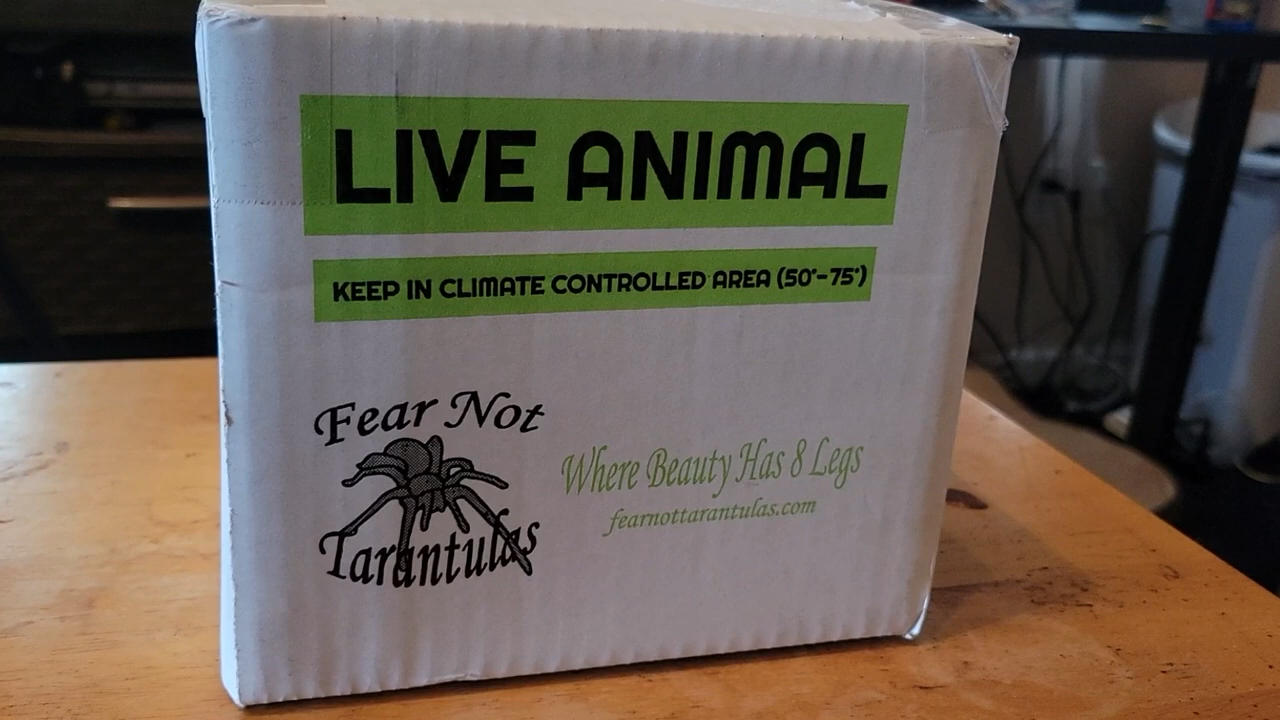 LIVE ANIMAL
KEEP IN CLIMATE CONTROLLED AREA (50°-75°)
Fear Not
Tarantulas
Where Beauty Has 8 Legs
fearnottarantulas.com